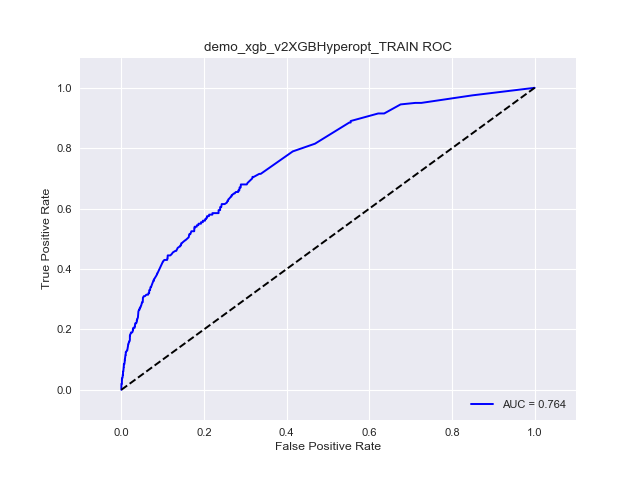 demo_xgb_v2XGBHyperopt_TRAIN ROC
1.0
0.8
0.6
0.4
0.2
0.0
True Positive Rate
AUC = 0.764
0.0 0.2 0.4 0.6 0.8 1.0
False Positive Rate